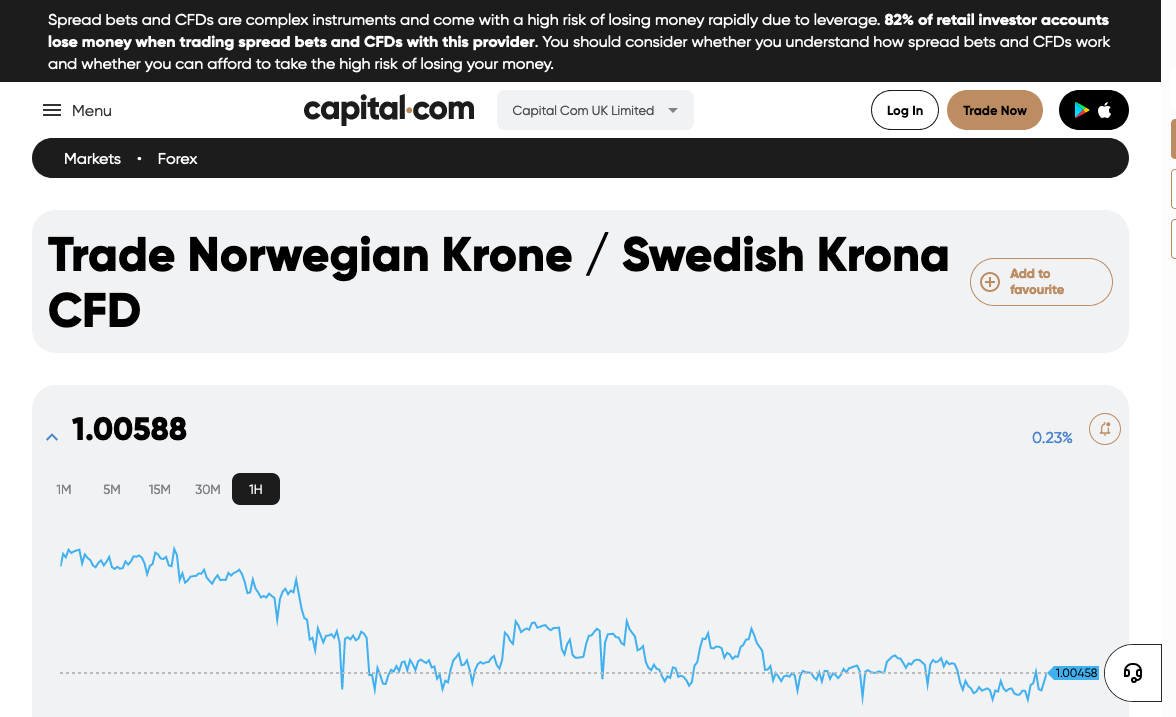 Spread bets and CFDs are complex instruments and come with a high risk of losing money rapidly due to leverage. 82% of retail investor accounts
lose money when trading spread bets and CFDs with this provider. You should consider whether you understand how spread bets and CFDs work
and whether you can afford to take the high risk of losing your money.
Menu
capital.com
Capital Com UK Limited
Log In
Trade Now
Markets • Forex
Trade Norwegian Krone / Swedish Krona
CFD
Add to
favourite
1.00588
0.23%
1M 5M 15M 30M 1H
1.00458